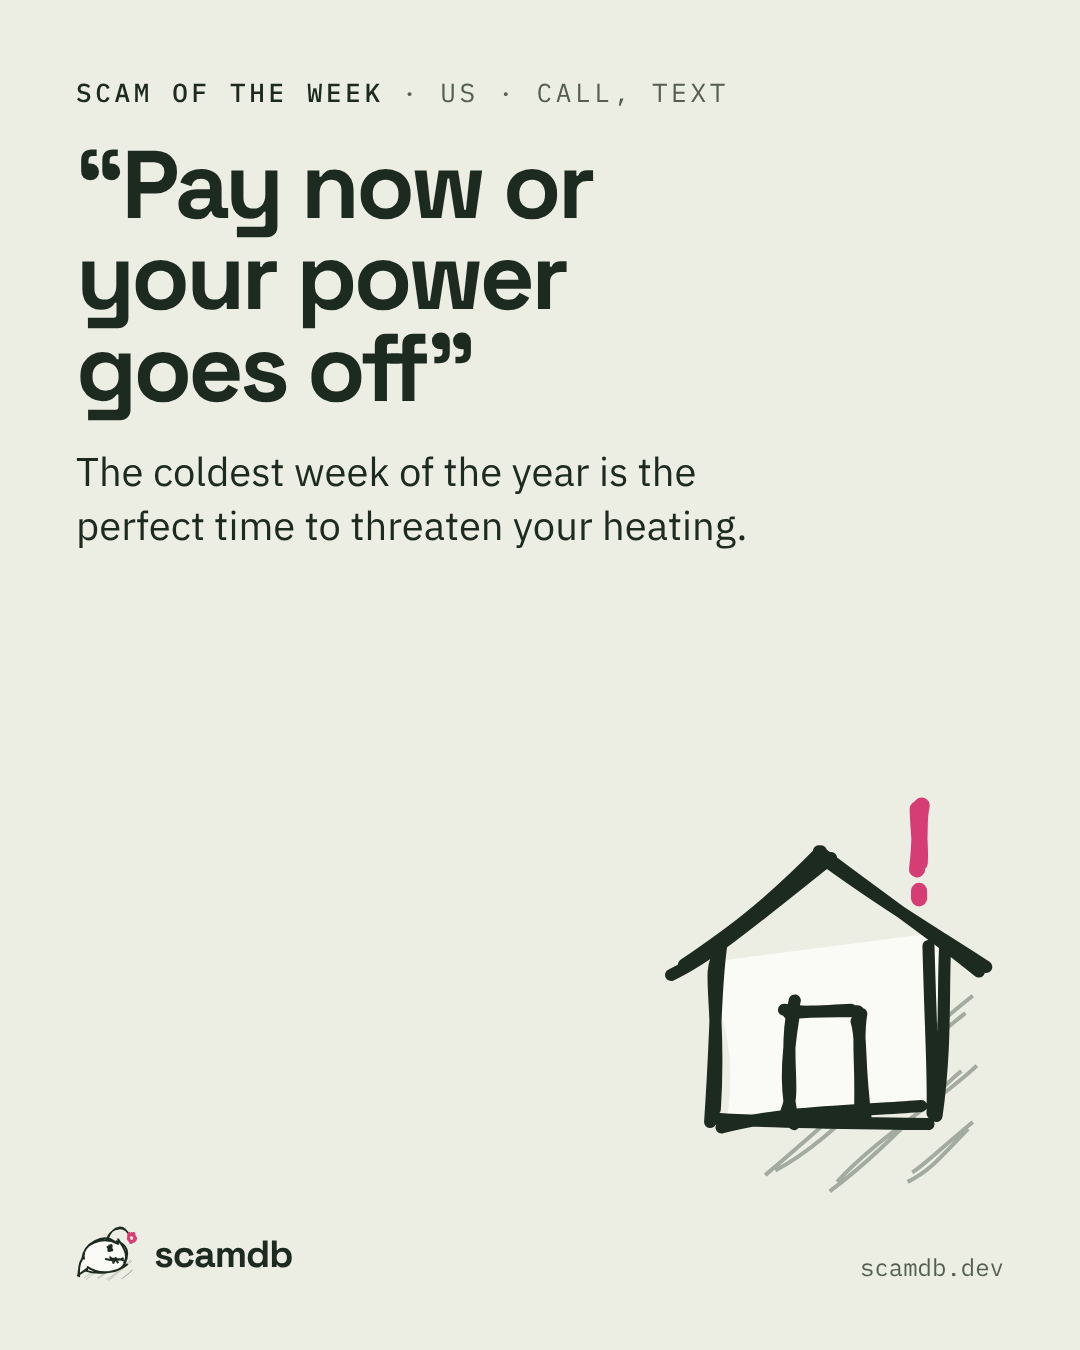 SCAM OF THE WEEK · US · CALL, TEXT
“Pay now or
your power
goes off”
The coldest week of the year is the
perfect time to threaten your heating.
!
scamdb
scamdb.dev